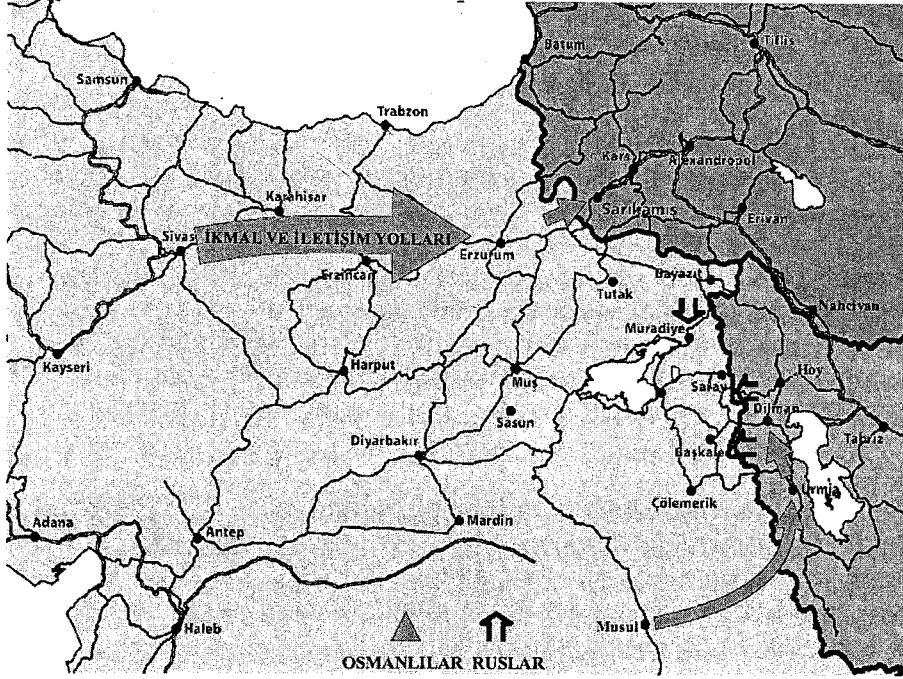 Batum
Tiflis
Samsun
Trabzon
Kars
Alexandropol
Karahisar
Sarıkamış
Erivan
Sivas
İKMAL VE İLETİŞİM YOLLARI
Erzurum
Erzincan
Bayazıt
Tutak
Nahcivan
Muradiye
Kayseri
Harput
Muş
Saray
Hoy
Sasun
Dilman
Diyarbakır
Başkale
Tabriz
Çölemerik
Urmia
Adana
Antep
Mardin
Haleb
Musul
OSMANLILAR RUSLAR